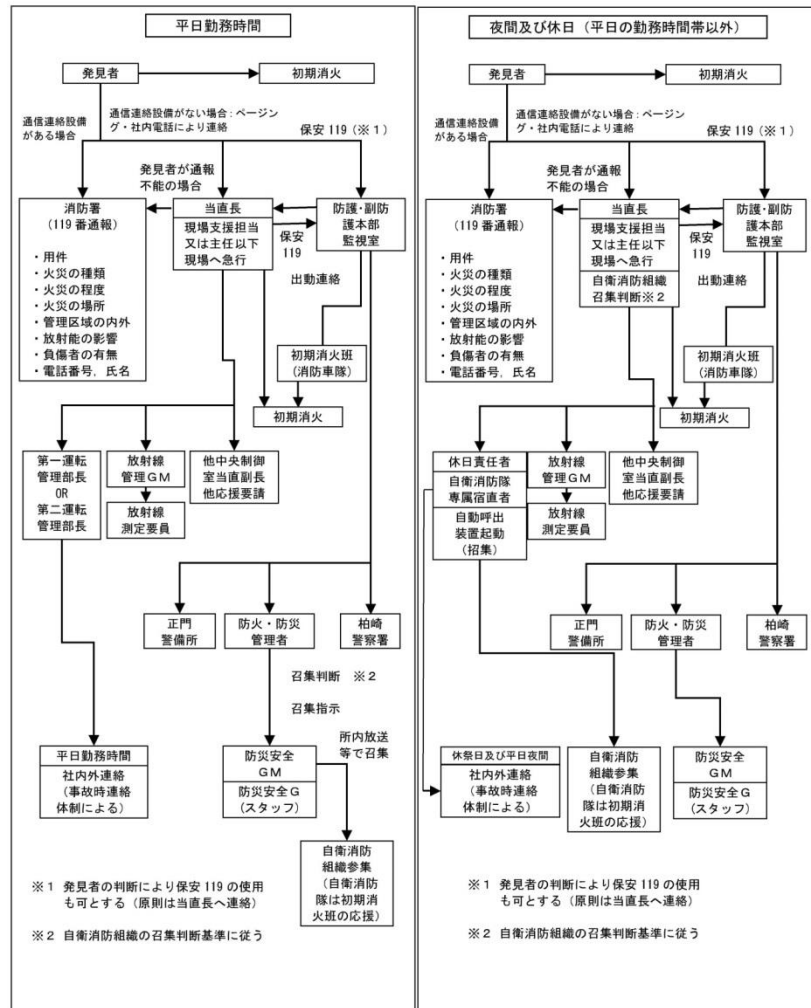 平日勤務時間
発見者
初期消火
通信連絡設備
がある場合
通信連絡設備がない場合：ページン
グ・社内電話により連絡
保安 119（※１）
発見者が通報
不能の場合
消防署
(119 番通報)
・用件
・火災の種類
・火災の程度
・火災の場所
・管理区域の内外
・放射能の影響
・負傷者の有無
・電話番号，氏名
当直長
現場支援担当
又は主任以下
現場へ急行
保安
119
防護・副防
護本部
監視室
出動連絡
初期消火班
(消防車隊)
初期消火
第一運転
管理部長
OR
第二運転
管理部長
放射線
管理ＧＭ
放射線
測定要員
他中央制御
室当直副長
他応援要請
正門
警備所
防火・防災
管理者
柏崎
警察署
召集判断　※２
召集指示
所内放送
等で召集
平日勤務時間
社内外連絡
（事故時連絡
体制による）
防災安全
ＧＭ
防災安全Ｇ
(スタッフ)
自衛消防
組織参集
(自衛消防
隊は初期消
火班の応援)
※１ 発見者の判断により保安 119 の使用
も可とする（原則は当直長へ連絡）
※２ 自衛消防組織の召集判断基準に従う
夜間及び休日（平日の勤務時間帯以外）
発見者
初期消火
通信連絡設備
がある場合
通信連絡設備がない場合：ページン
グ・社内電話により連絡
保安 119（※１）
発見者が通報
不能の場合
消防署
(119 番通報)
・用件
・火災の種類
・火災の程度
・火災の場所
・管理区域の内外
・放射能の影響
・負傷者の有無
・電話番号，氏名
当直長
現場支援担当
又は主任以下
現場へ急行
自衛消防組織
召集判断※２
保安
119
防護・副防
護本部
監視室
出動連絡
初期消火班
(消防車隊)
初期消火
休日責任者
自衛消防隊
専属宿直者
自動呼出
装置起動
(招集)
放射線
管理ＧＭ
放射線
測定要員
他中央制御
室当直副長
他応援要請
正門
警備所
防火・防災
管理者
柏崎
警察署
休祭日及び平日夜間
社内外連絡
（事故時連絡
体制による）
自衛消防
組織参集
(自衛消防
隊は初期消
火班の応援)
防災安全
ＧＭ
防災安全Ｇ
(スタッフ)
※１ 発見者の判断により保安 119 の使用
も可とする（原則は当直長へ連絡）
※２ 自衛消防組織の召集判断基準に従う